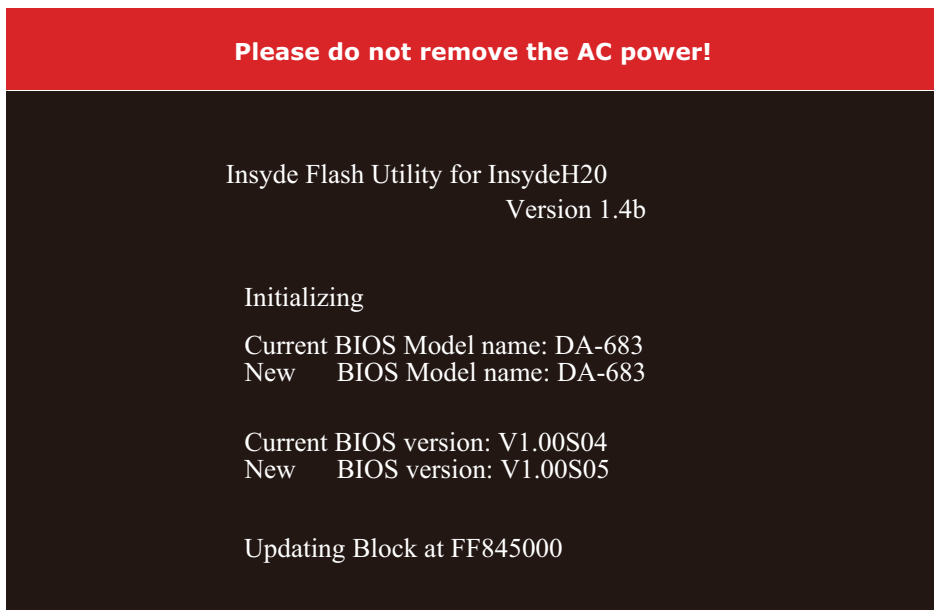 Please do not remove the AC power!
Insyde Flash Utility for InsydeH20
Version 1.4b
Initializing
Current BIOS Model name: DA-683
New BIOS Model name: DA-683
Current BIOS version: V1.00S04
New BIOS version: V1.00S05
Updating Block at FF845000